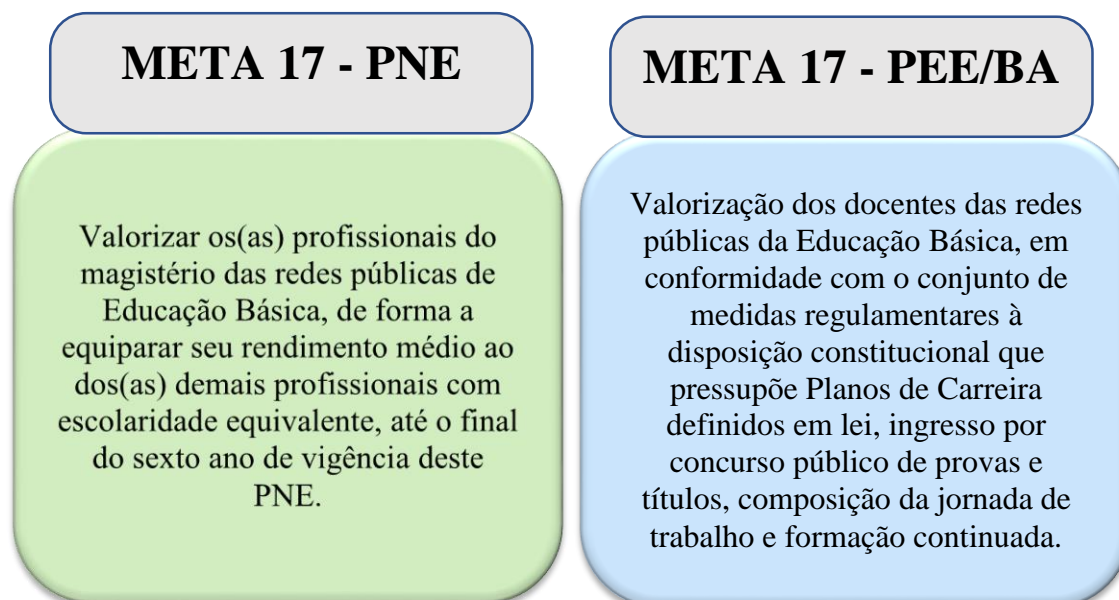 META 17 - PNE
Valorizar os(as) profissionais do
magistério das redes públicas de
Educação Básica, de forma a
equiparar seu rendimento médio ao
dos(as) demais profissionais com
escolaridade equivalente, até o final
do sexto ano de vigência deste
PNE.
META 17 - PEE/BA
Valorização dos docentes das redes
públicas da Educação Básica, em
conformidade com o conjunto de
medidas regulamentares à
disposição constitucional que
pressupõe Planos de Carreira
definidos em lei, ingresso por
concurso público de provas e
títulos, composição da jornada de
trabalho e formação continuada.